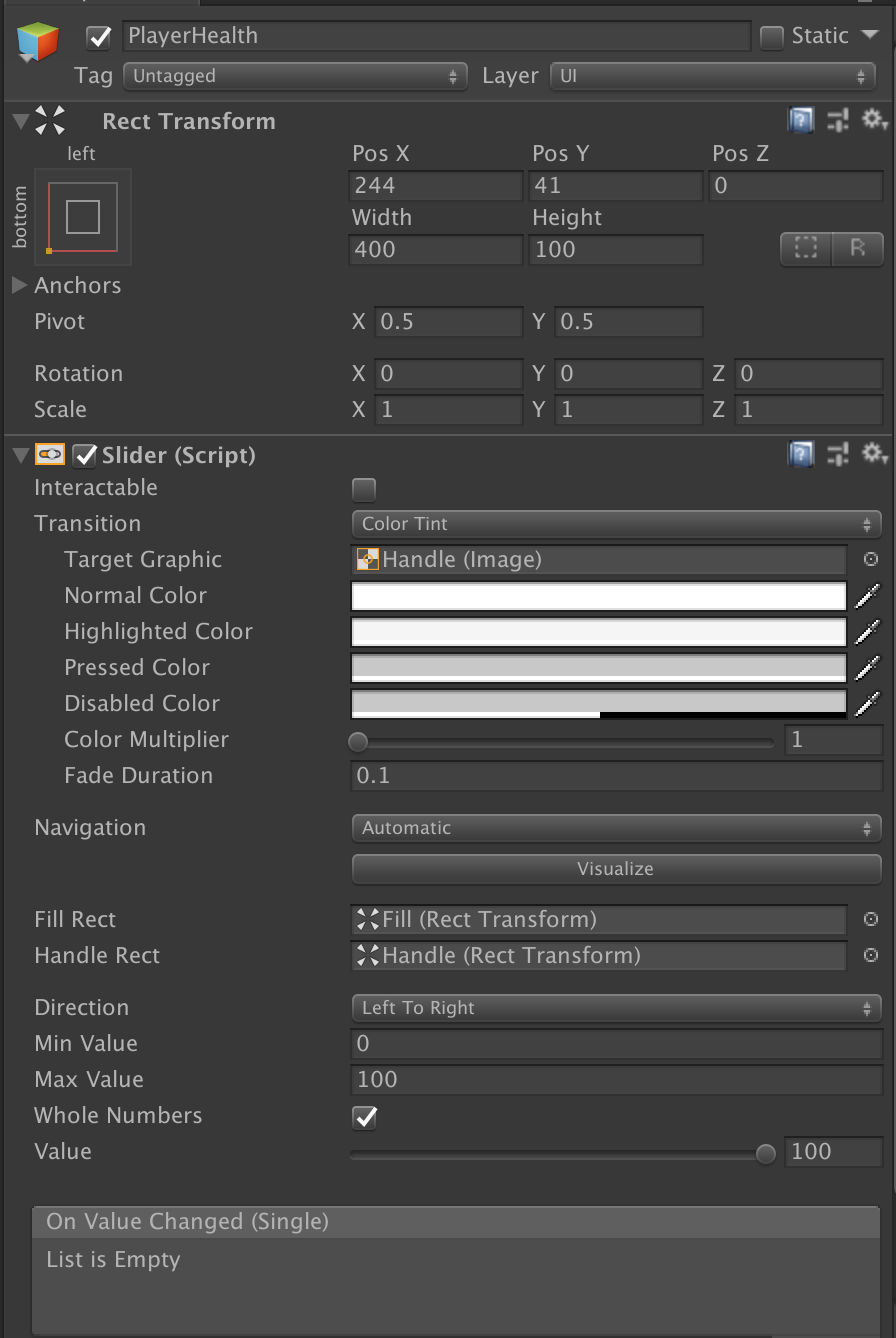 PlayerHealth Static
Tag Untagged Layer UI
Rect Transform
left Pos X Pos Y Pos Z
244 41 0
bottom
Width Height
400 100 R
Anchors
Pivot X 0.5 Y 0.5
Rotation X 0 Y 0 Z 0
Scale X 1 Y 1 Z 1
Slider (Script)
Interactable
Transition Color Tint
Target Graphic Handle (Image)
Normal Color
Highlighted Color
Pressed Color
Disabled Color
Color Multiplier 1
Fade Duration 0.1
Navigation Automatic
Visualize
Fill Rect Fill (Rect Transform)
Handle Rect Handle (Rect Transform)
Direction Left To Right
Min Value 0
Max Value 100
Whole Numbers
Value 100
On Value Changed (Single)
List is Empty